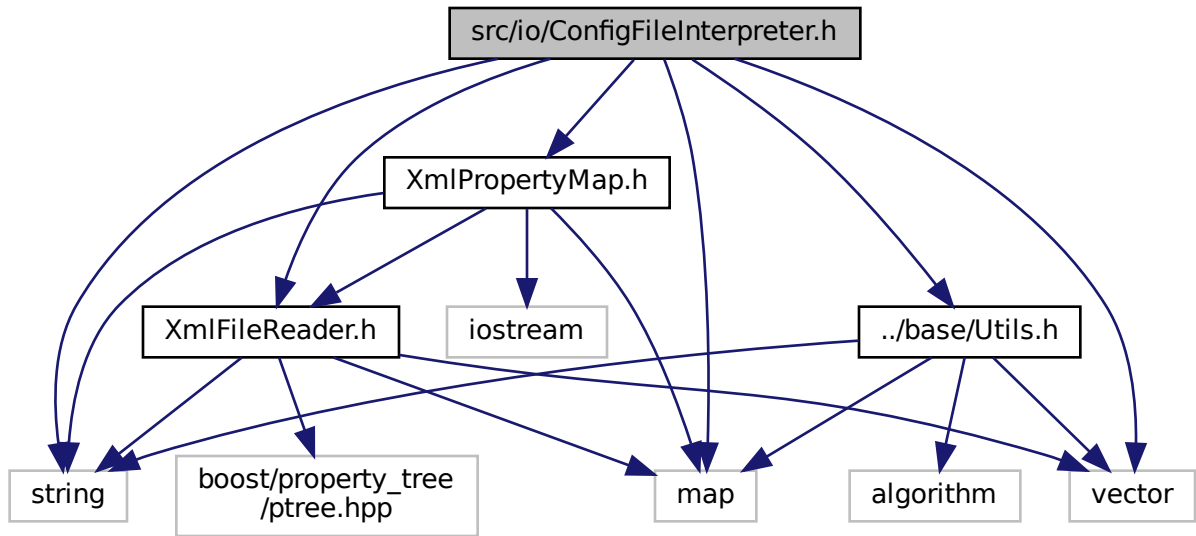 src/io/ConfigFileInterpreter.h
XmlPropertyMap.h
XmlFileReader.h
iostream
../base/Utils.h
string
boost/property_tree
/ptree.hpp
map
algorithm
vector